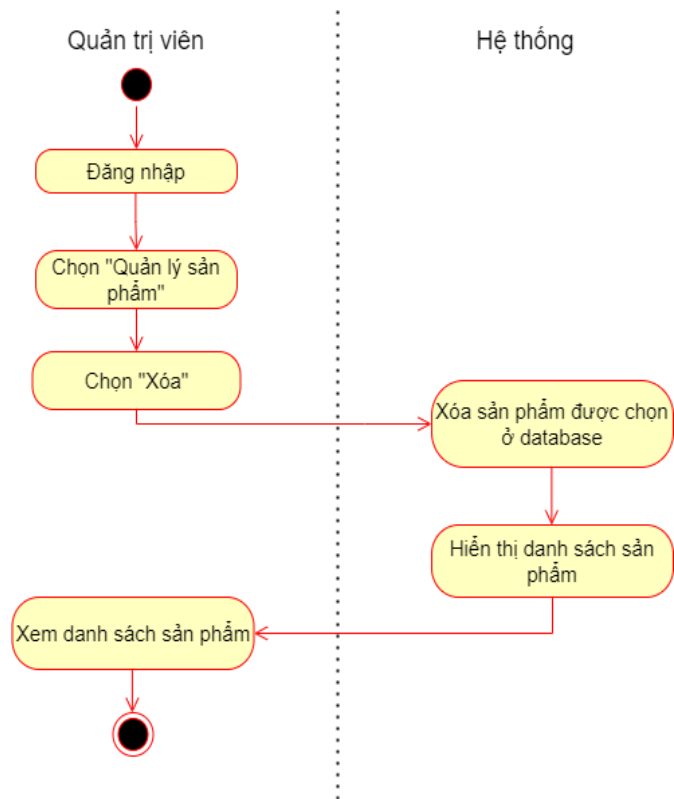 Quản trị viên
Hệ thống
Đăng nhập
Chọn "Quản lý sản
phẩm"
Chọn "Xóa"
Xóa sản phẩm được chọn
ở database
Hiển thị danh sách sản
phẩm
Xem danh sách sản phẩm